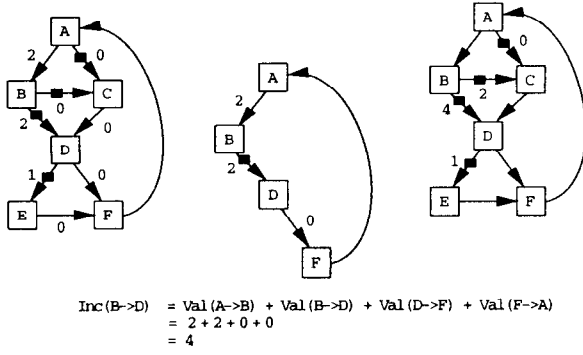 A
2
0
B
C
0
2
0
D
1
0
E
F
0
A
2
B
2
D
0
F
A
0
B
C
2
4
D
1
E
F
Inc(B->D) = Val(A->B) + Val(B->D) + Val(D->F) + Val(F->A)
= 2 + 2 + 0 + 0
= 4